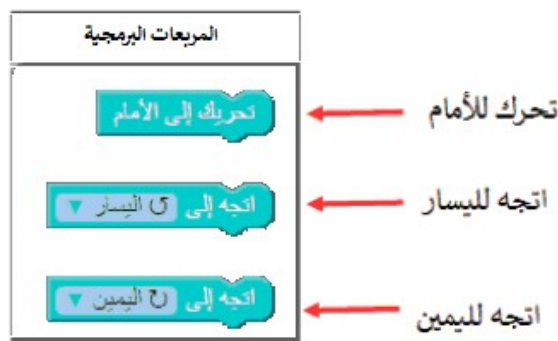 المربعات البرمجية
تحريك إلى الأمام
تحرك للأمام
اتجه إلى ↺ اليسار ▼
اتجه لليسار
اتجه إلى ↻ اليمين ▼
اتجه لليمين